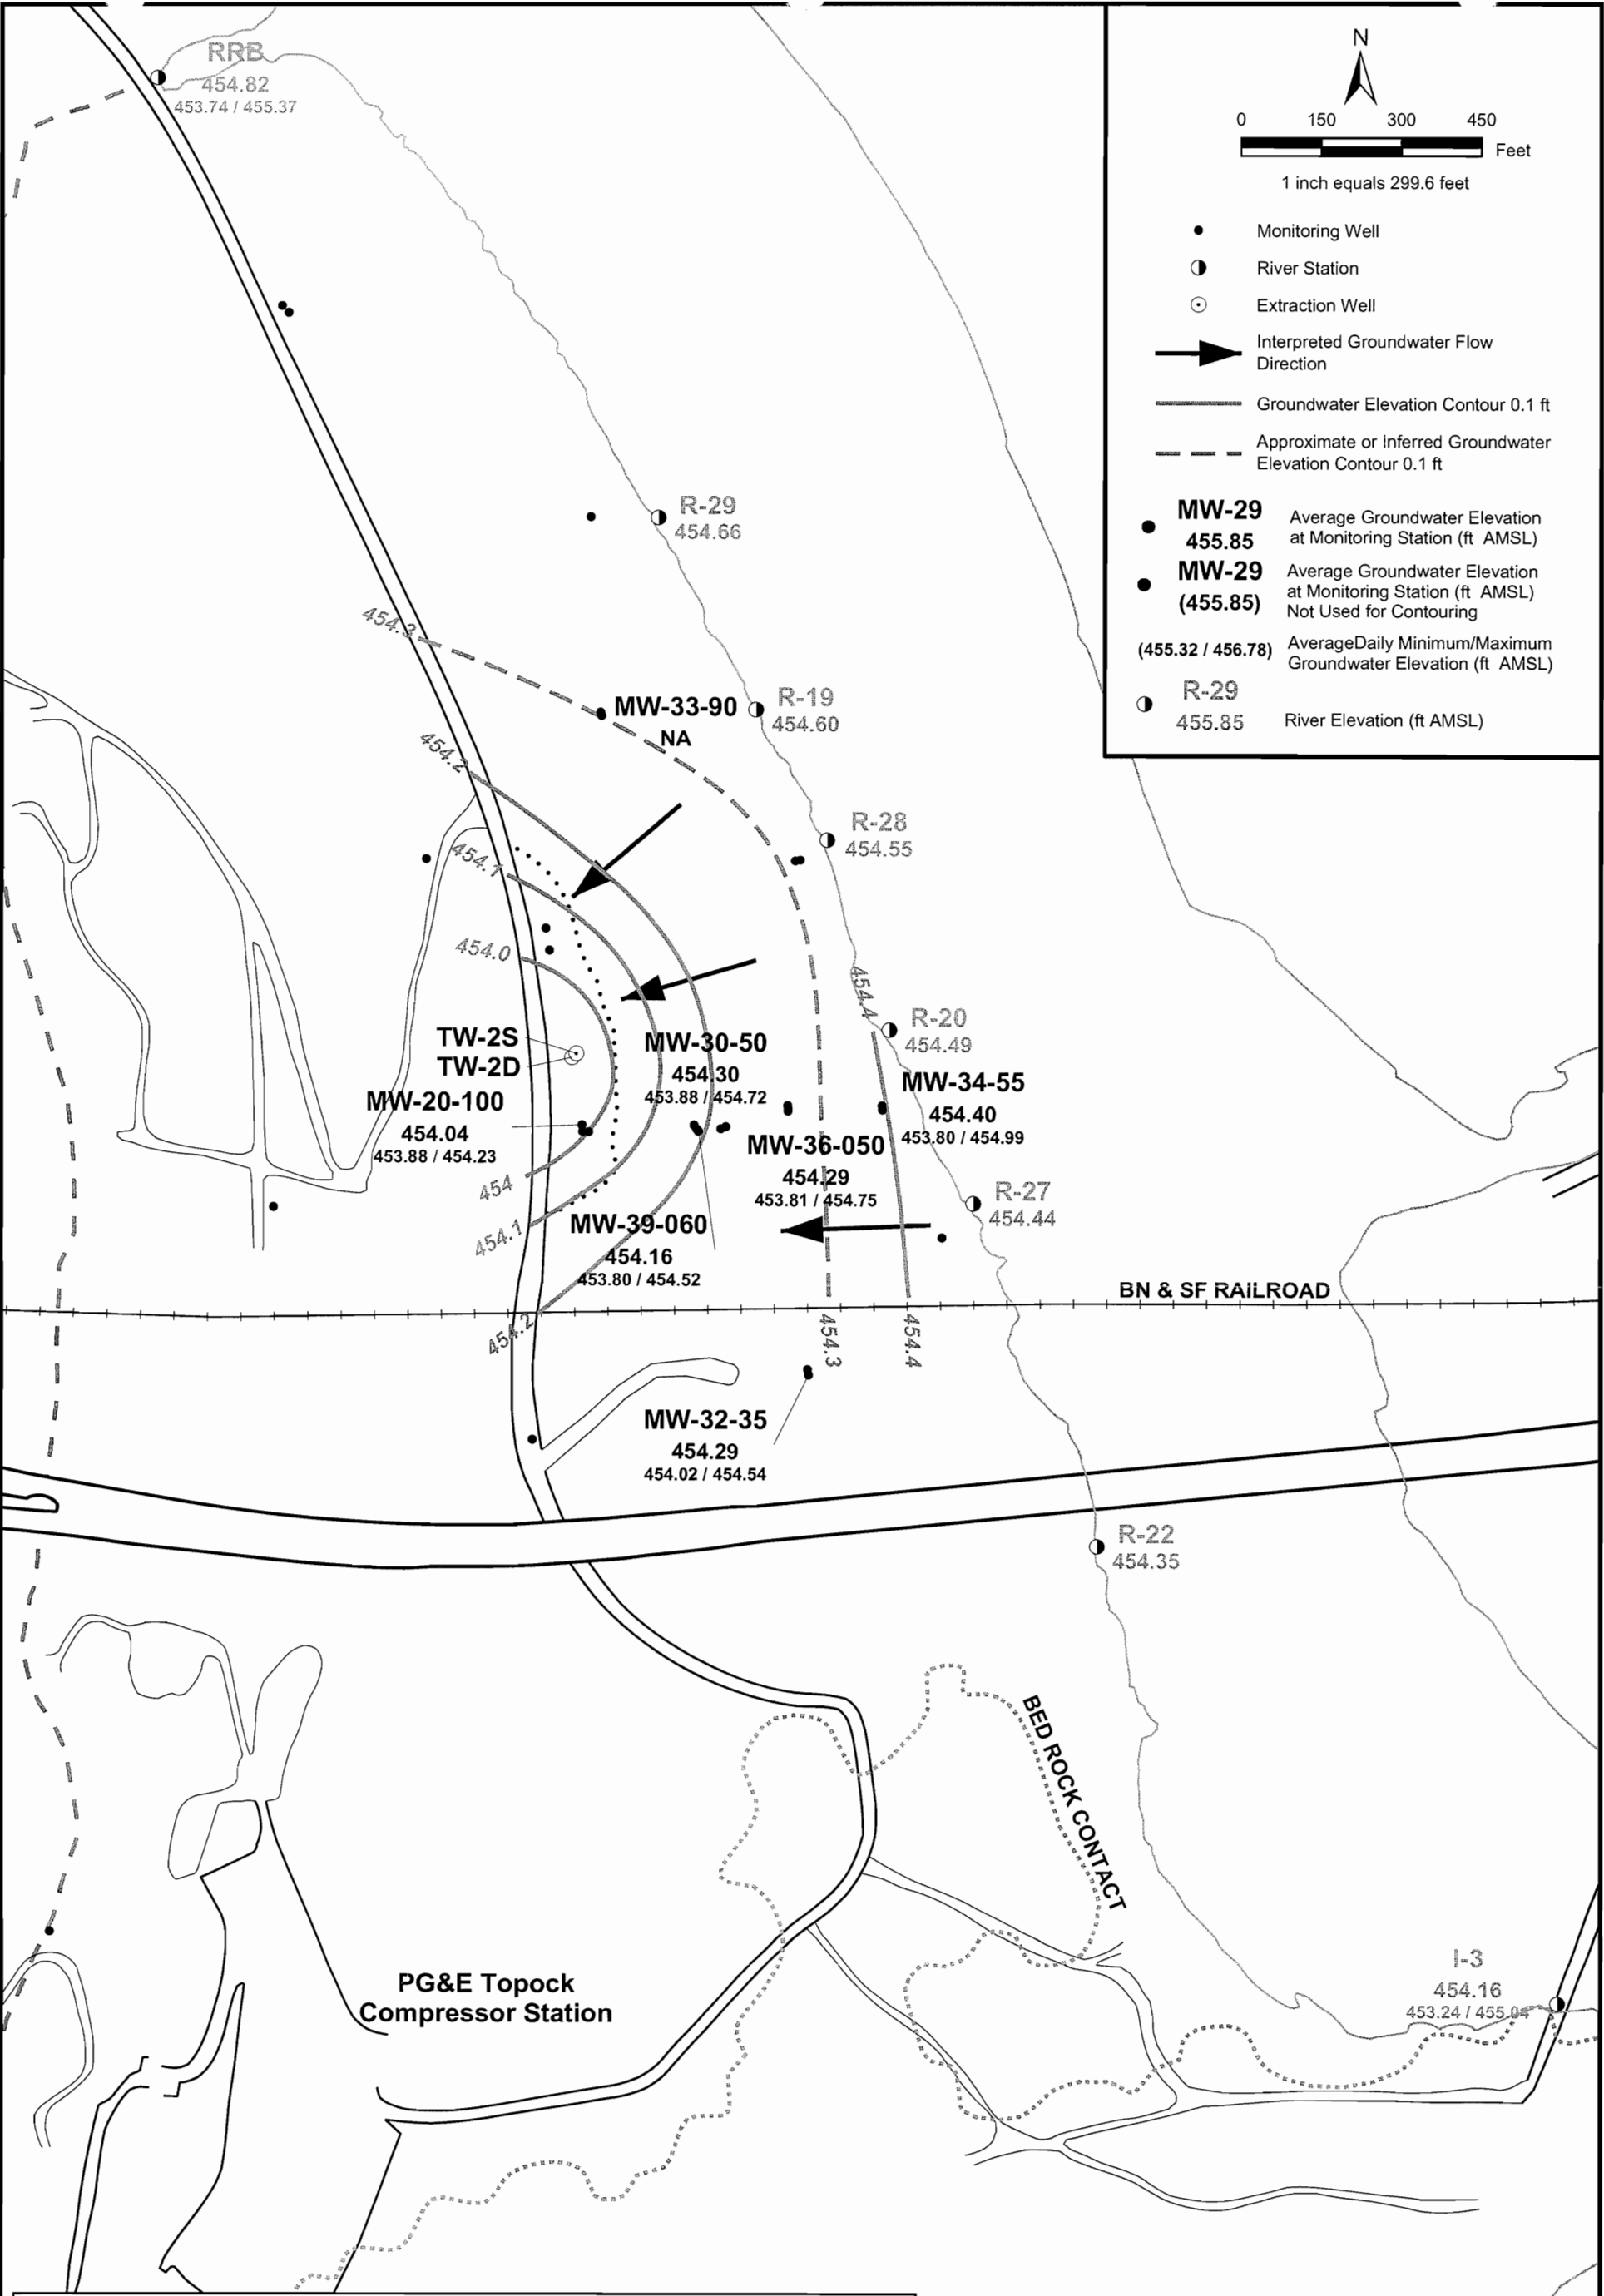 RRB
454.82
453.74 / 455.37
N
0 150 300 450
Feet
1 inch equals 299.6 feet
Monitoring Well
River Station
Extraction Well
Interpreted Groundwater Flow
Direction
Groundwater Elevation Contour 0.1 ft
Approximate or Inferred Groundwater
Elevation Contour 0.1 ft
MW-29
455.85
Average Groundwater Elevation
at Monitoring Station (ft AMSL)
MW-29
(455.85)
Average Groundwater Elevation
at Monitoring Station (ft AMSL)
Not Used for Contouring
(455.32 / 456.78)
AverageDaily Minimum/Maximum
Groundwater Elevation (ft AMSL)
R-29
455.85
River Elevation (ft AMSL)
R-29
454.66
454.3
MW-33-90
NA
R-19
454.60
454.2
R-28
454.55
454.1
454.0
454.4
R-20
454.49
TW-2S
TW-2D
MW-30-50
454.30
453.88 / 454.72
MW-34-55
454.40
453.80 / 454.99
MW-20-100
454.04
453.88 / 454.23
MW-36-050
454.29
453.81 / 454.75
454
R-27
454.44
454.1
MW-39-060
454.16
453.80 / 454.52
BN & SF RAILROAD
454.2
454.3
454.4
MW-32-35
454.29
454.02 / 454.54
R-22
454.35
BED ROCK CONTACT
PG&E Topock
Compressor Station
I-3
454.16
453.24 / 455.04